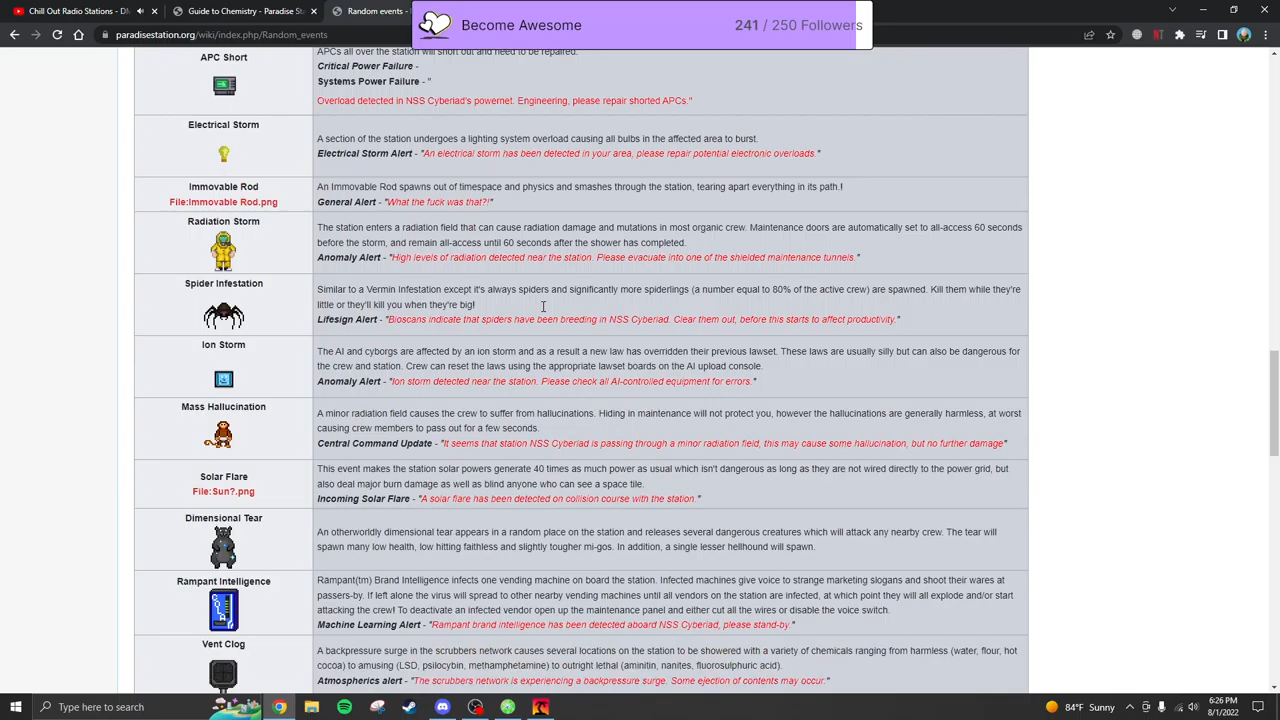 Chill Out Radio Stations - Di
Paradise Station |
Guide to Chemistry - Paradise S
Random events -
Become Awesome
241 / 250 Followers
paradisestation.org/wiki/index.php/Random_events
APCs all over the station will short out and need to be repaired.
APC Short
Critical Power Failure -
Systems Power Failure - "
Overload detected in NSS Cyberiad's powernet. Engineering, please repair shorted APCs."
Electrical Storm
A section of the station undergoes a lighting system overload causing all bulbs in the affected area to burst.
Electrical Storm Alert - "An electrical storm has been detected in your area, please repair potential electronic overloads."
Immovable Rod
File:Immovable Rod.png
An Immovable Rod spawns out of timespace and physics and smashes through the station, tearing apart everything in its path.!
General Alert - "What the fuck was that?!"
Radiation Storm
The station enters a radiation field that can cause radiation damage and mutations in most organic crew. Maintenance doors are automatically set to all-access 60 seconds
before the storm, and remain all-access until 60 seconds after the shower has completed.
Anomaly Alert - "High levels of radiation detected near the station. Please evacuate into one of the shielded maintenance tunnels."
Spider Infestation
Similar to a Vermin Infestation except it's always spiders and significantly more spiderlings (a number equal to 80% of the active crew) are spawned. Kill them while they're
little or they'll kill you when they're big!
Lifesign Alert - "Bioscans indicate that spiders have been breeding in NSS Cyberiad. Clear them out, before this starts to affect productivity."
Ion Storm
The AI and cyborgs are affected by an ion storm and as a result a new law has overridden their previous lawset. These laws are usually silly but can also be dangerous for
the crew and station. Crew can reset the laws using the appropriate lawset boards on the AI upload console.
Anomaly Alert - "Ion storm detected near the station. Please check all AI-controlled equipment for errors."
Mass Hallucination
A minor radiation field causes the crew to suffer from hallucinations. Hiding in maintenance will not protect you, however the hallucinations are generally harmless, at worst
causing crew members to pass out for a few seconds.
Central Command Update - "It seems that station NSS Cyberiad is passing through a minor radiation field, this may cause some hallucination, but no further damage"
Solar Flare
File:Sun?.png
This event makes the station solar powers generate 40 times as much power as usual which isn't dangerous as long as they are not wired directly to the power grid, but
also deal major burn damage as well as blind anyone who can see a space tile.
Incoming Solar Flare - "A solar flare has been detected on collision course with the station."
Dimensional Tear
An otherworldly dimensional tear appears in a random place on the station and releases several dangerous creatures which will attack any nearby crew. The tear will
spawn many low health, low hitting faithless and slightly tougher mi-gos. In addition, a single lesser hellhound will spawn.
Rampant Intelligence
Rampant(tm) Brand Intelligence infects one vending machine on board the station. Infected machines give voice to strange marketing slogans and shoot their wares at
passers-by. If left alone the virus will spread to other nearby vending machines until all vendors on the station are infected, at which point they will all explode and/or start
attacking the crew! To deactivate an infected vendor open up the maintenance panel and either cut all the wires or disable the voice switch.
Machine Learning Alert - "Rampant brand intelligence has been detected aboard NSS Cyberiad, please stand-by."
Vent Clog
A backpressure surge in the scrubbers network causes several locations on the station to be showered with a variety of chemicals ranging from harmless (water, flour, hot
cocoa) to amusing (LSD, psilocybin, methamphetamine) to outright lethal (aminitin, nanites, fluorosulphuric acid).
Atmospherics alert - "The scrubbers network is experiencing a backpressure surge. Some ejection of contents may occur."
Type here to search
84°F Sunny
6:26 PM
8/1/2022